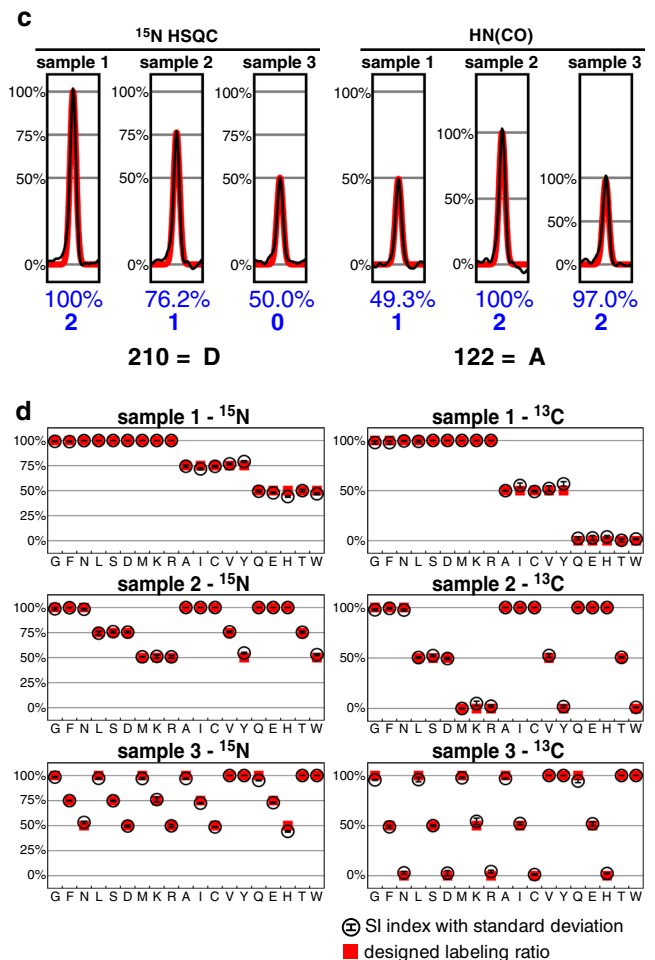 c
15N HSQC
HN(CO)
sample 1 sample 2 sample 3 sample 1 sample 2 sample 3
100% 100% 100%
75% 75% 75%
50% 50% 50%
0% 0% 0%
100% 100% 100%
50% 50% 50%
0% 0% 0%
100% 76.2% 50.0% 49.3% 100% 97.0%
2 1 0 1 2 2
210 = D 122 = A
d
sample 1 - 15N
100%
75%
50%
25%
0%
G F N L S D M K R A I C V Y Q E H T W
sample 1 - 13C
100%
50%
0%
G F N L S D M K R A I C V Y Q E H T W
sample 2 - 15N
100%
75%
50%
25%
0%
G F N L S D M K R A I C V Y Q E H T W
sample 2 - 13C
100%
50%
0%
G F N L S D M K R A I C V Y Q E H T W
sample 3 - 15N
100%
75%
50%
25%
0%
G F N L S D M K R A I C V Y Q E H T W
sample 3 - 13C
100%
50%
0%
G F N L S D M K R A I C V Y Q E H T W
SI index with standard deviation
designed labeling ratio